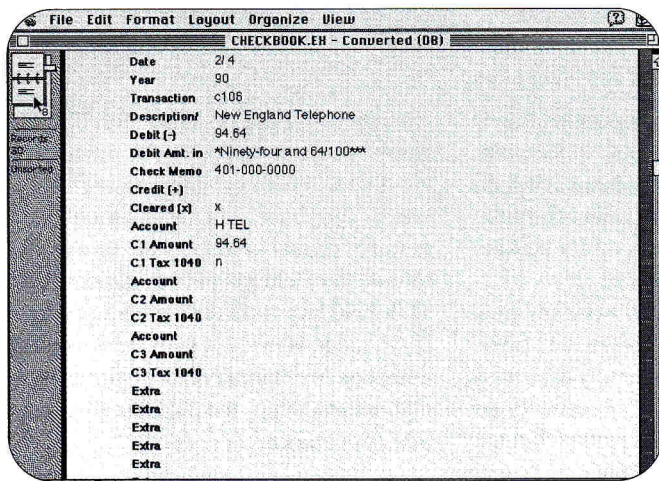 File Edit Format Layout Organize View
CHECKBOOK.EH - Converted (DB)
8
Records:
80
Unsorted
Date 2/ 4
Year 90
Transaction c106
Description/ New England Telephone
Debit (-) 94.64
Debit Amt. in *Ninety-four and 64/100***
Check Memo 401-000-0000
Credit (+)
Cleared (x) x
Account H TEL
C1 Amount 94.64
C1 Tax 1040 n
Account
C2 Amount
C2 Tax 1040
Account
C3 Amount
C3 Tax 1040
Extra
Extra
Extra
Extra
Extra